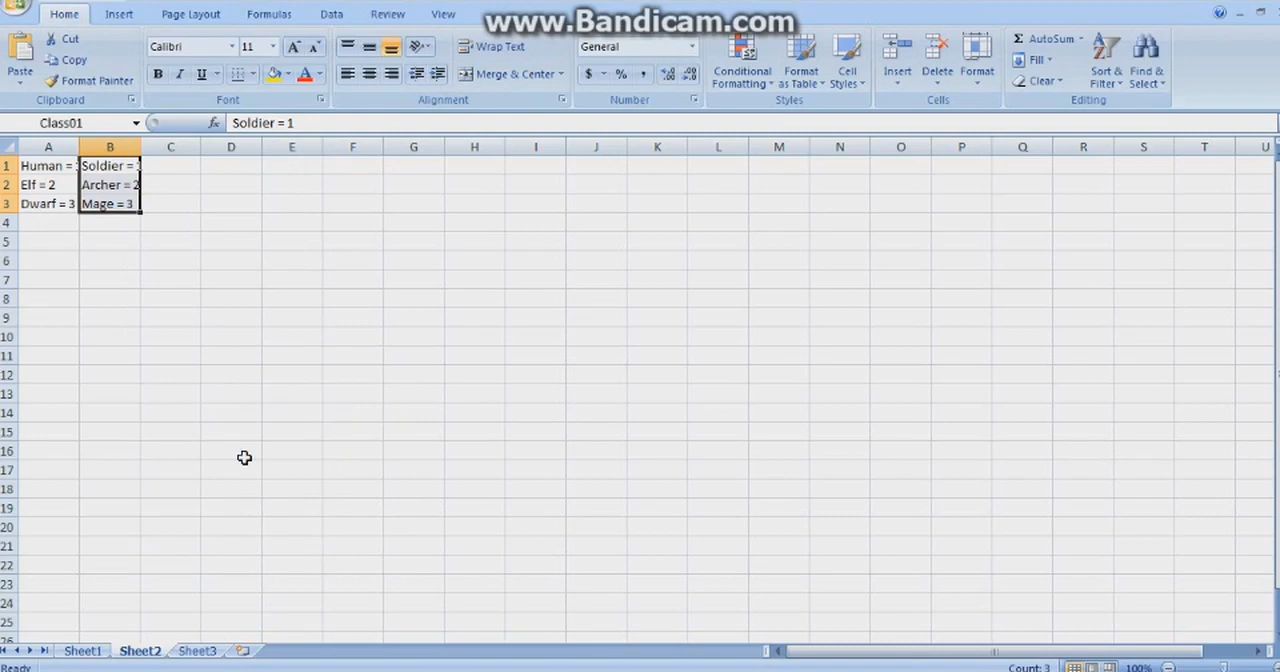 www.Bandicam.com
Home Insert Page Layout Formulas Data Review View
Paste Cut Copy Format Painter Clipboard
Calibri 11 A A B I U A Font
Wrap Text Merge & Center Alignment
General $ % , Number
Conditional Formatting Format as Table Cell Styles Styles
Insert Delete Format Cells
Σ AutoSum Fill Clear Sort & Filter Find & Select Editing
Class01 fx Soldier = 1
A B C D E F G H I J K L M N O P Q R S T U
1 Human = Soldier =
2 Elf = 2 Archer = 2
3 Dwarf = 3 Mage = 3
4
5
6
7
8
9
10
11
12
13
14
15
16
17
18
19
20
21
22
23
24
25
26
Sheet1 Sheet2 Sheet3
Ready Count: 3 100%